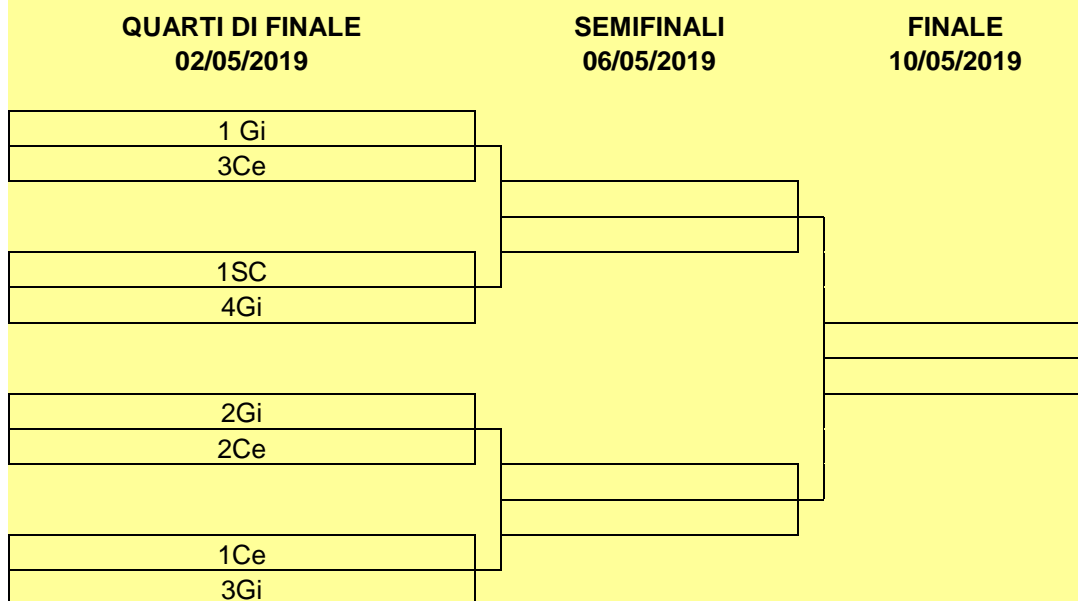 QUARTI DI FINALE
02/05/2019
SEMIFINALI
06/05/2019
FINALE
10/05/2019
1 Gi
3Ce
1SC
4Gi
2Gi
2Ce
1Ce
3Gi